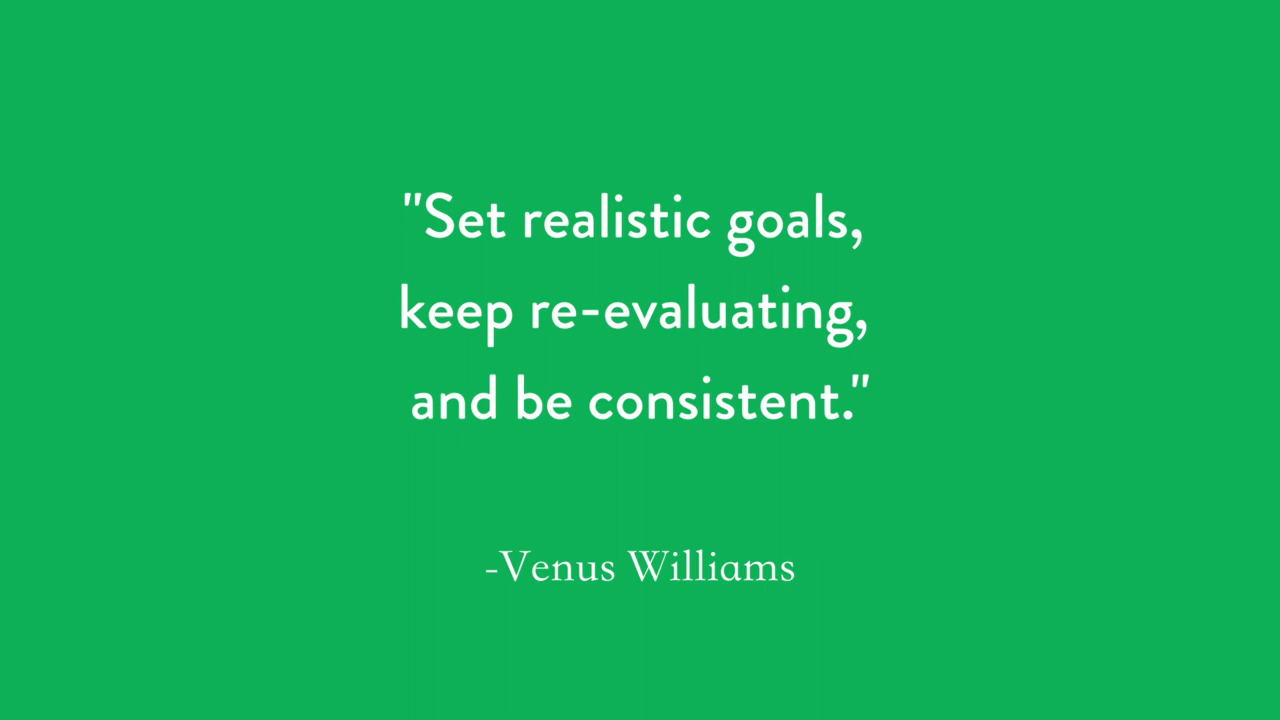 "Set realistic goals,
keep re-evaluating,
and be consistent."
-Venus Williams